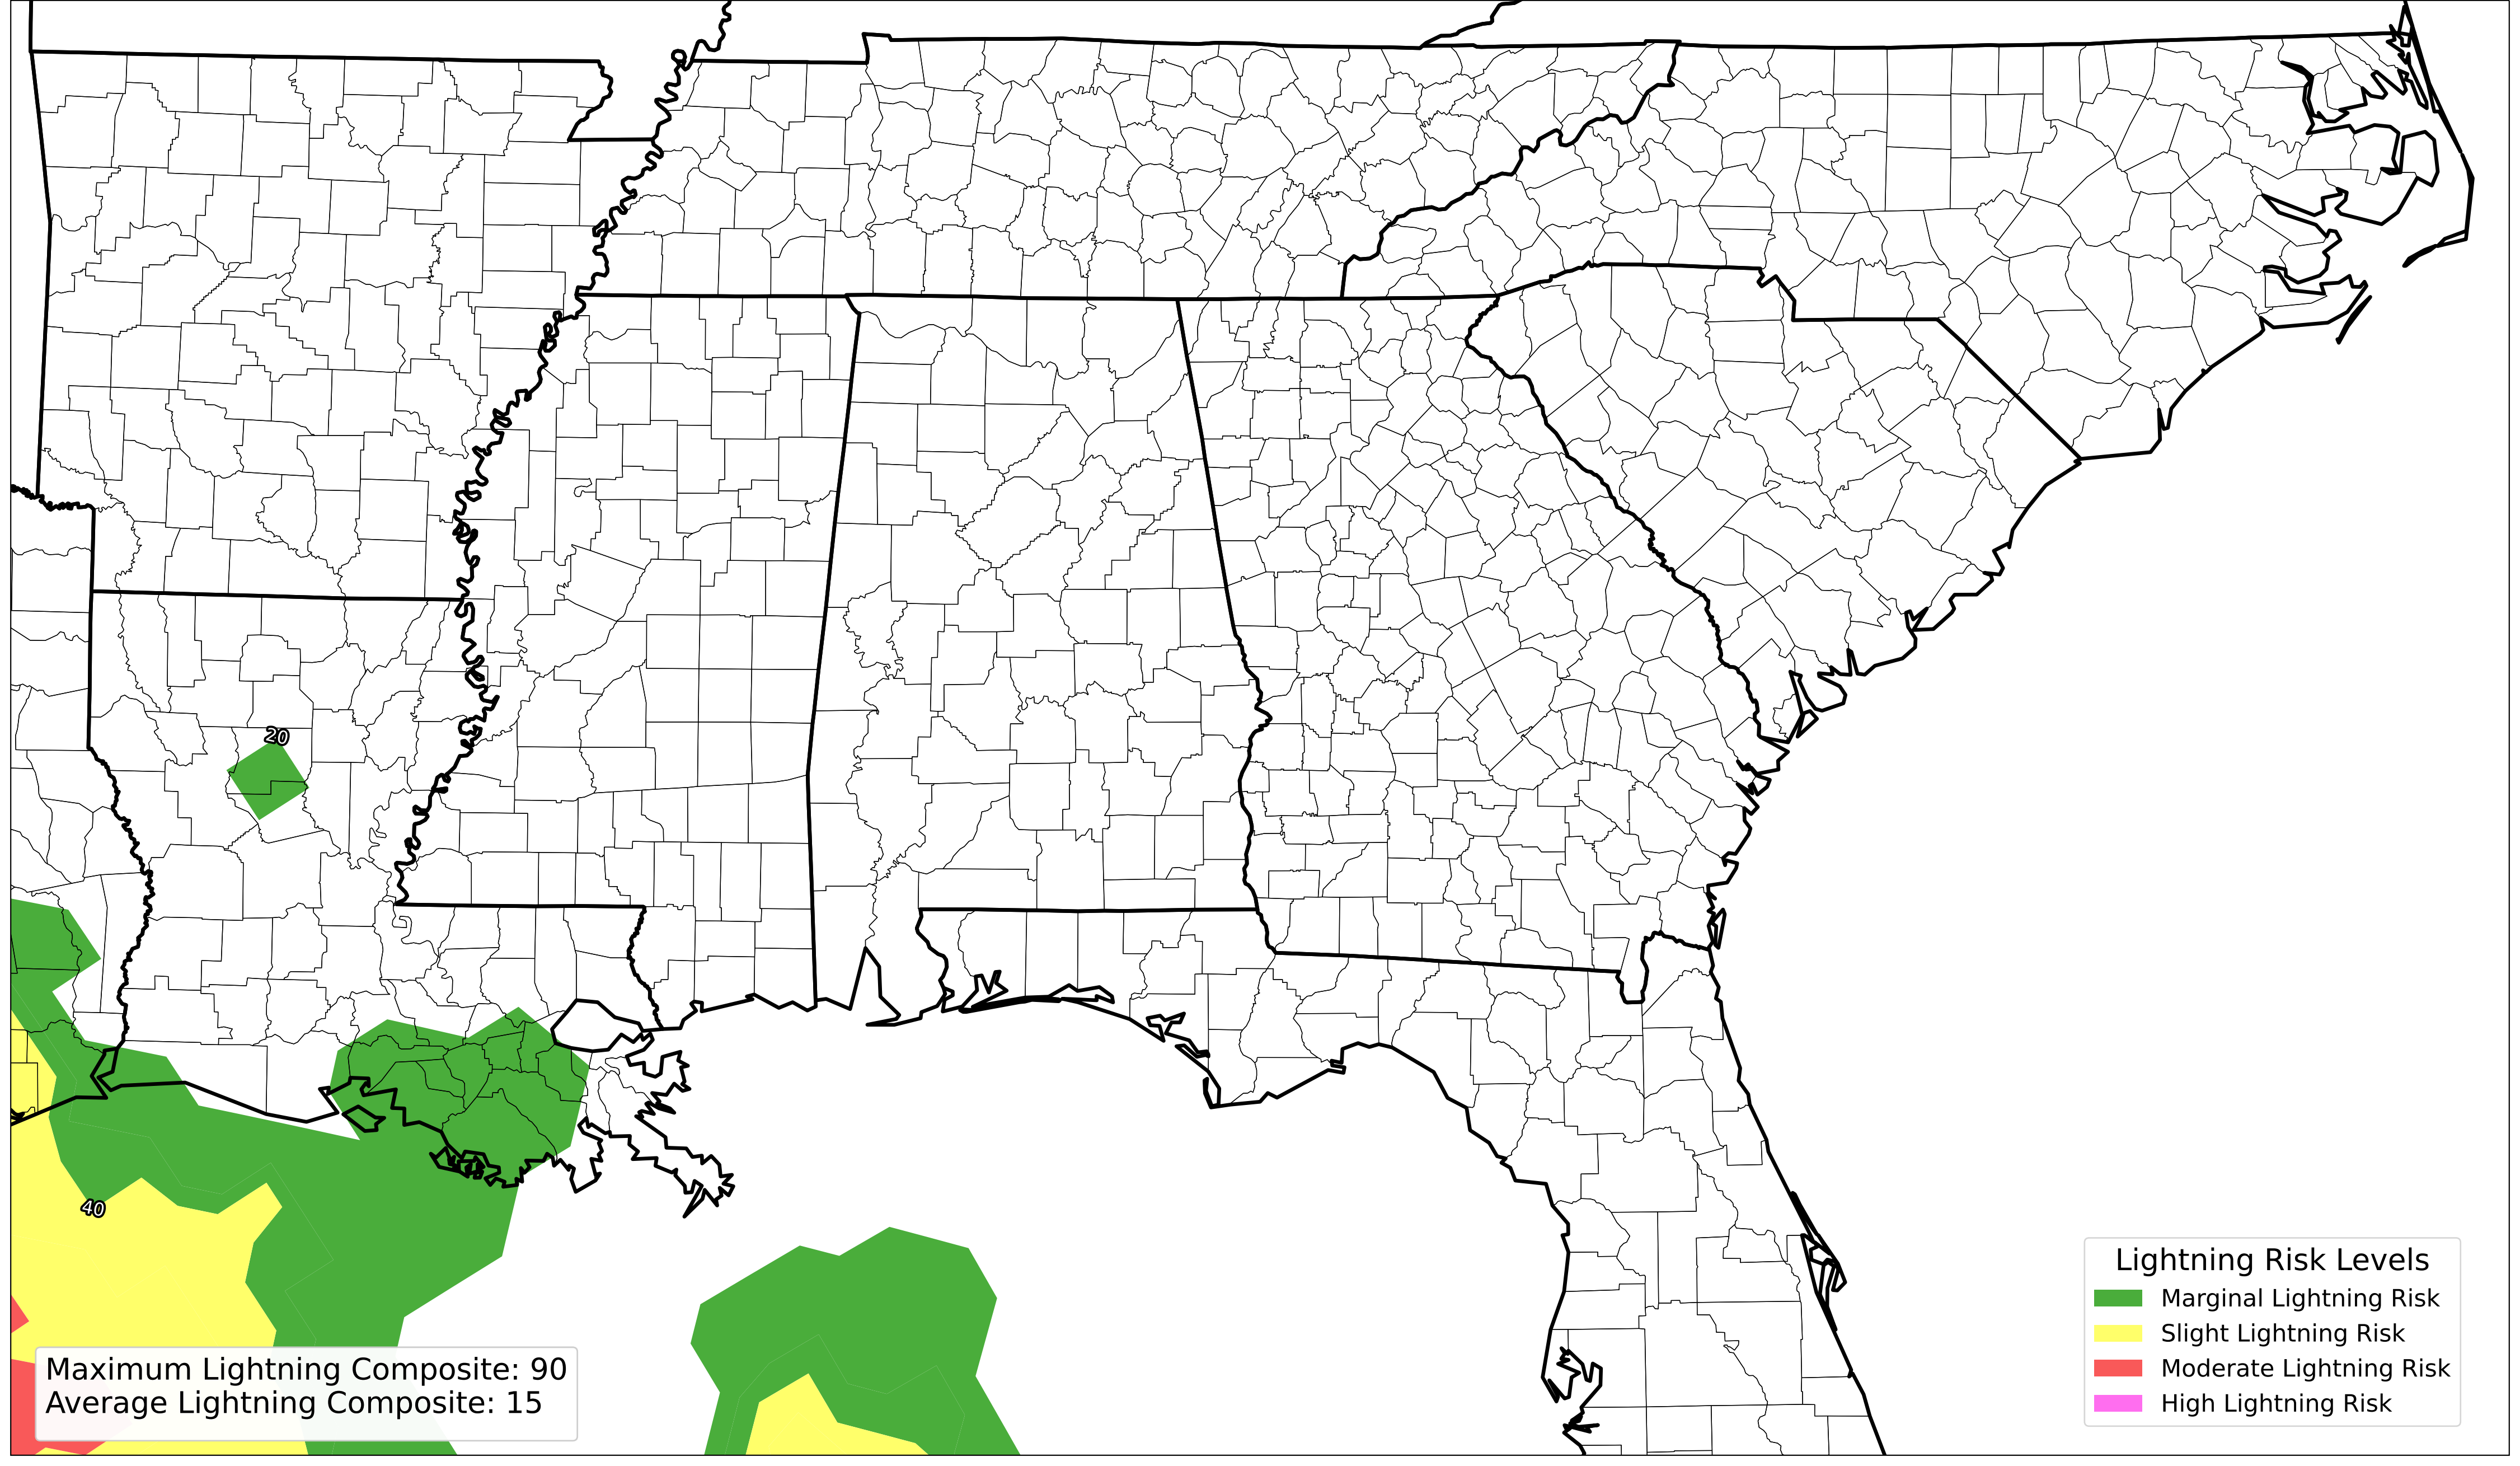 20
40
Maximum Lightning Composite: 90
Average Lightning Composite: 15
Lightning Risk Levels
Marginal Lightning Risk
Slight Lightning Risk
Moderate Lightning Risk
High Lightning Risk